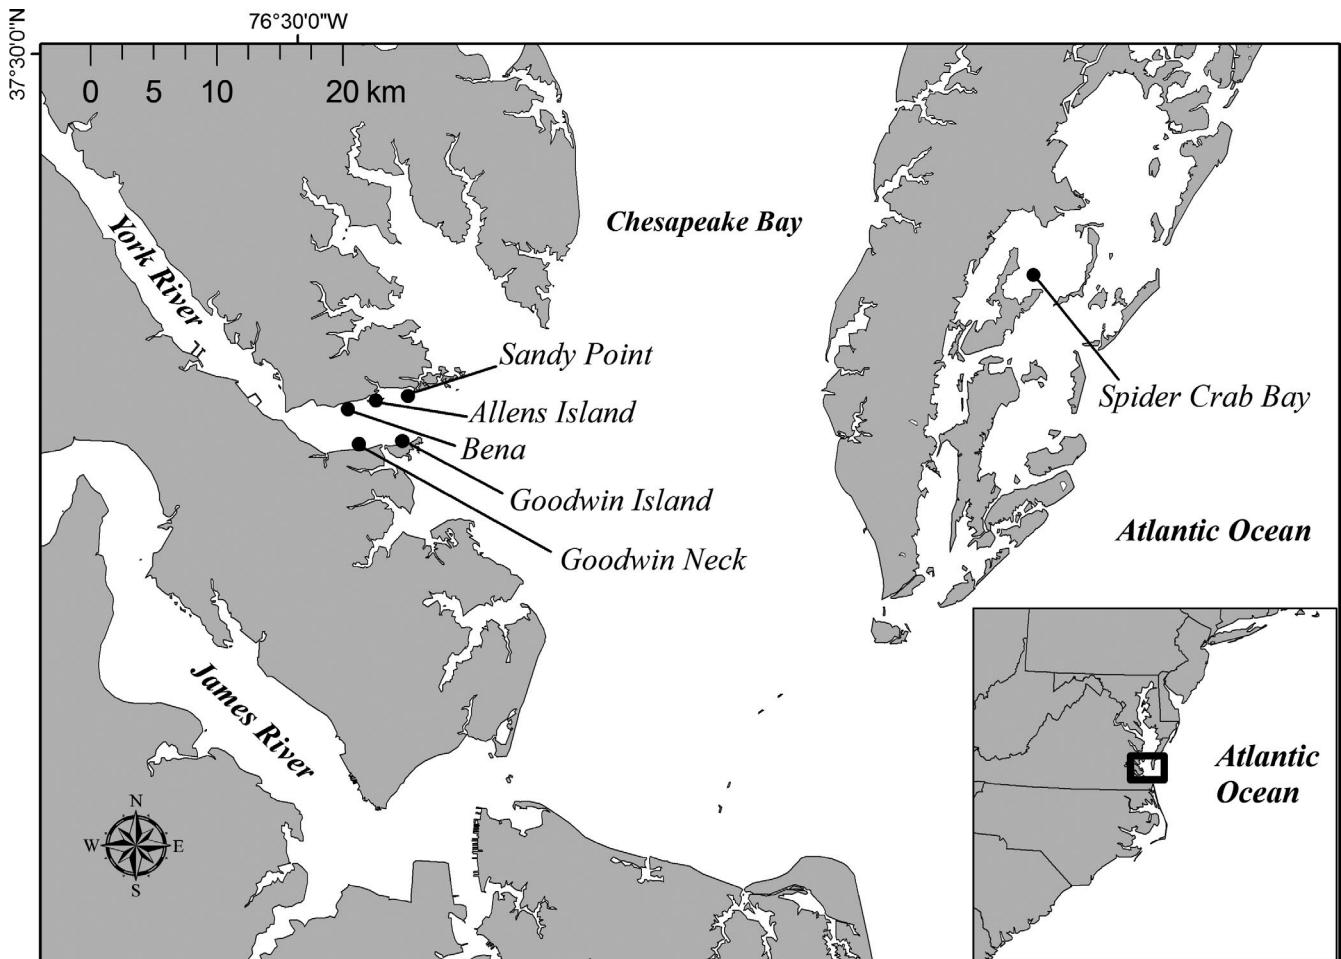 76°30'0"W
37°30'0"N
0 5 10 20 km
Chesapeake Bay
York River
Sandy Point
Allens Island
Bena
Goodwin Island
Goodwin Neck
Spider Crab Bay
Atlantic Ocean
James River
Atlantic
Ocean
N
W E
S